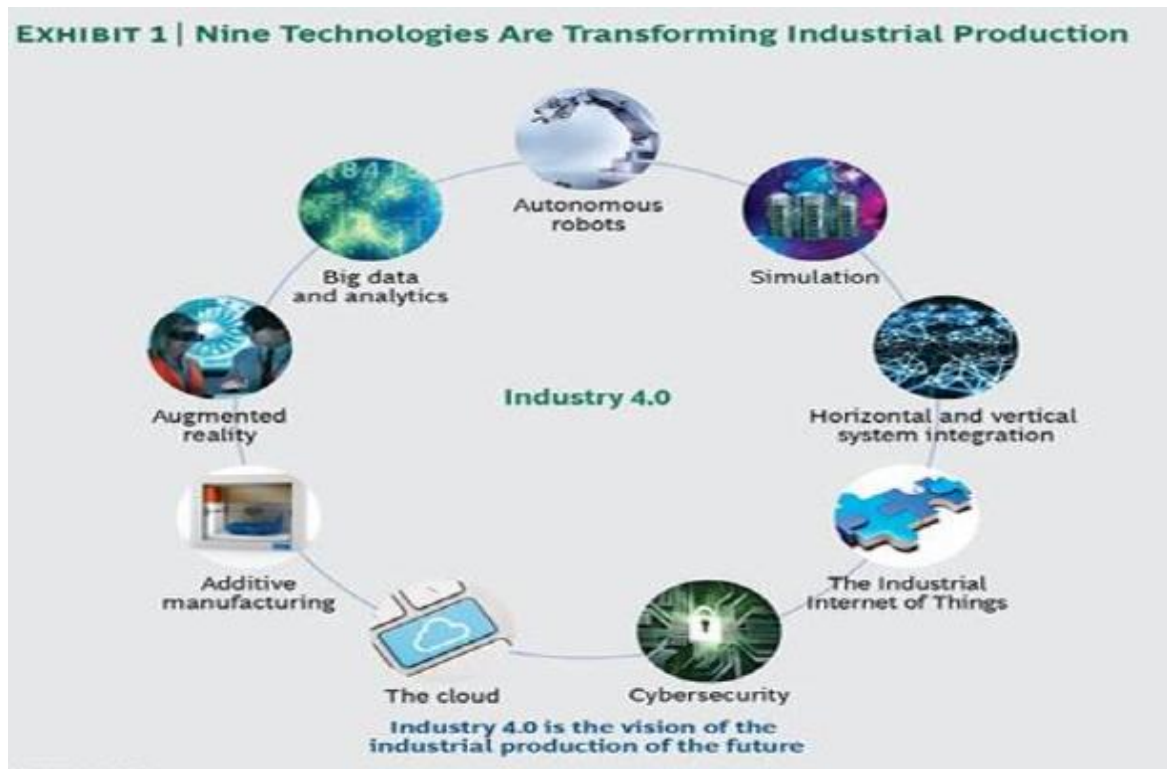 EXHIBIT 1 | Nine Technologies Are Transforming Industrial Production
Autonomous
robots
Simulation
Horizontal and vertical
system integration
The Industrial
Internet of Things
Cybersecurity
The cloud
Additive
manufacturing
Augmented
reality
Big data
and analytics
Industry 4.0
Industry 4.0 is the vision of the
industrial production of the future